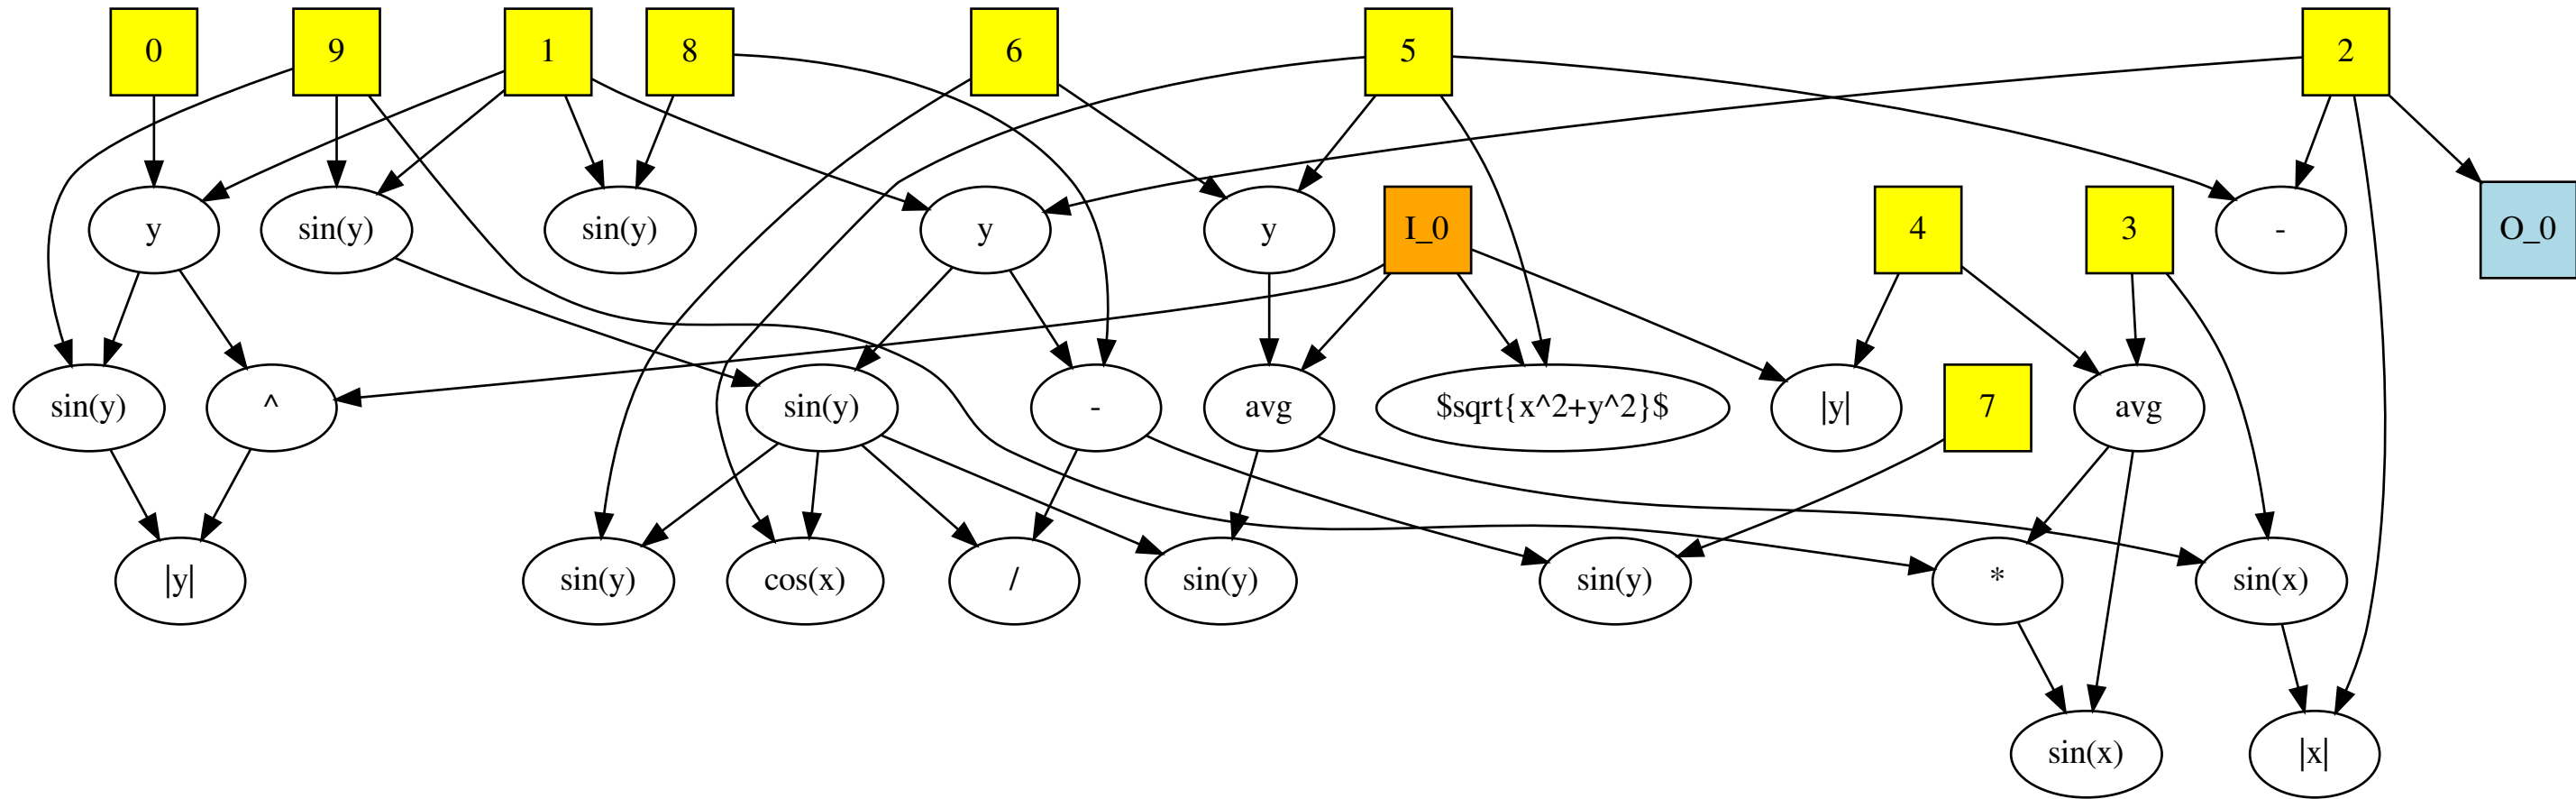 0
9
1
8
6
5
2
y
sin(y)
sin(y)
y
y
I_0
4
3
-
O_0
sin(y)
^
sin(y)
-
avg
$sqrt{x^2+y^2}$
|y|
7
avg
|y|
sin(y)
cos(x)
/
sin(y)
sin(y)
*
sin(x)
sin(x)
|x|